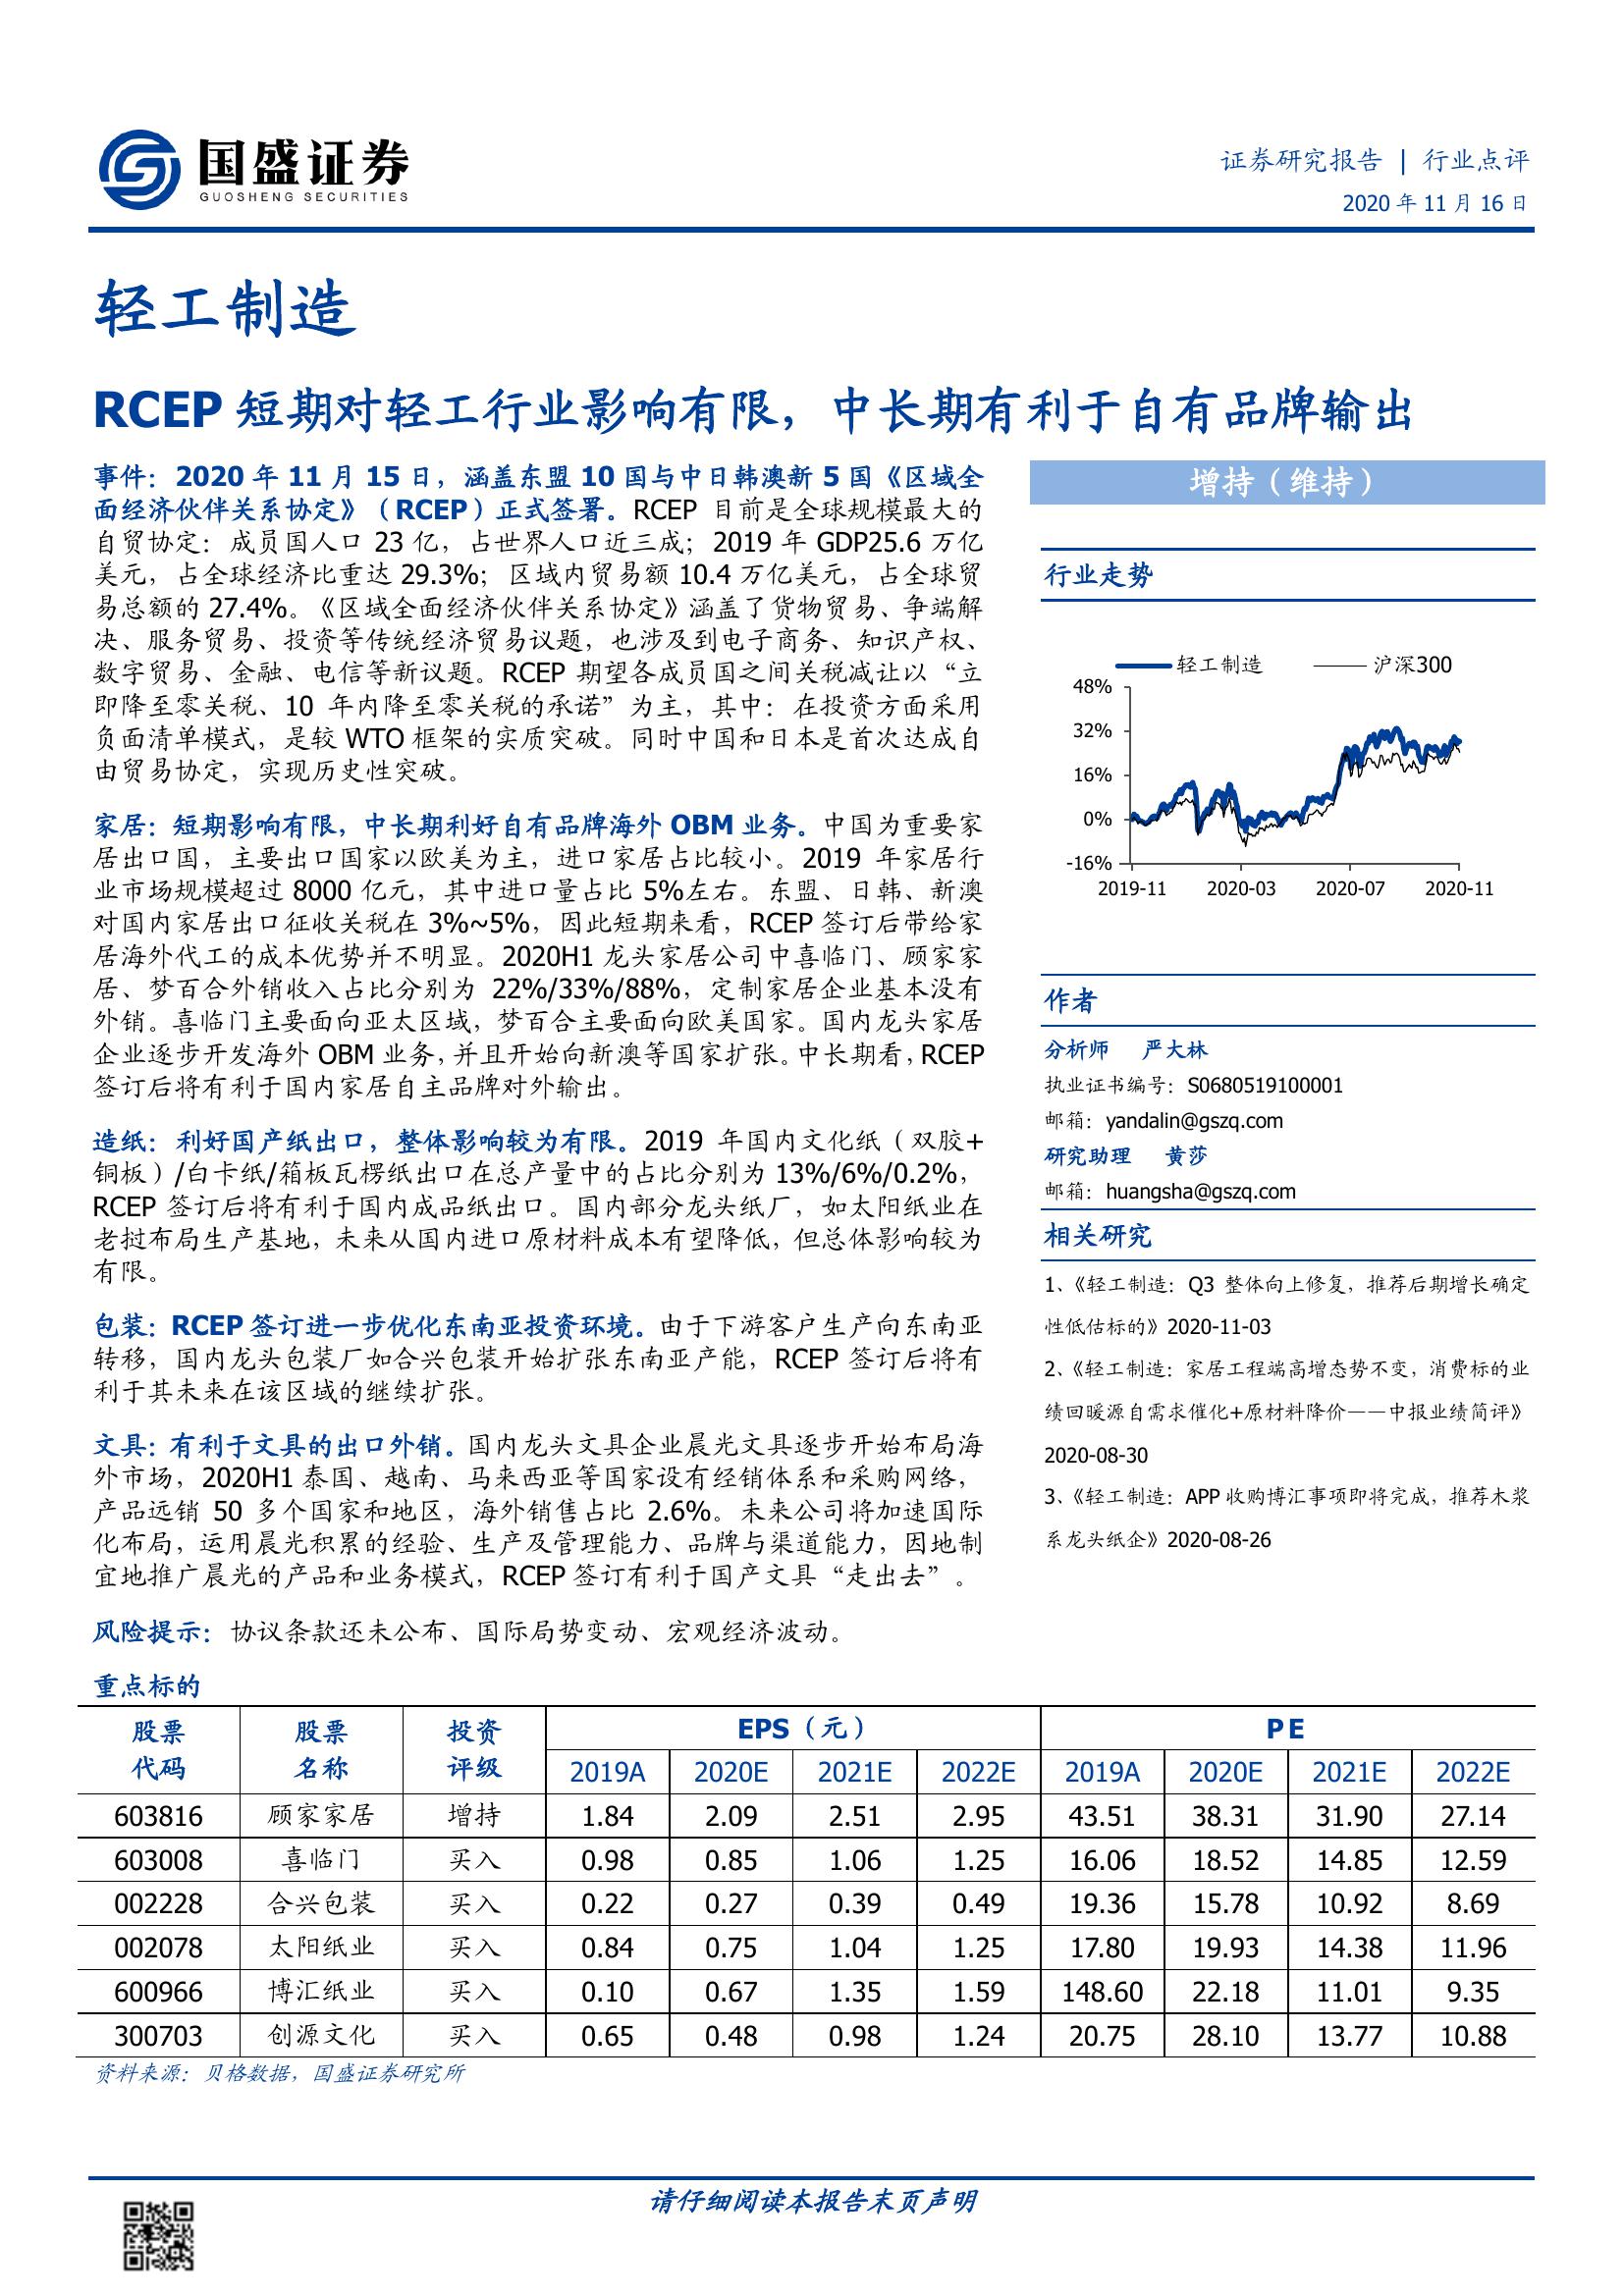 国盛证券
GUOSHENG SECURITIES
证券研究报告 | 行业点评
2020 年 11 月 16 日
轻工制造
RCEP 短期对轻工行业影响有限，中长期有利于自有品牌输出
事件：2020 年 11 月 15 日，涵盖东盟 10 国与中日韩澳新 5 国《区域全
面经济伙伴关系协定》（RCEP）正式签署。RCEP 目前是全球规模最大的
自贸协定：成员国人口 23 亿，占世界人口近三成；2019 年 GDP25.6 万亿
美元，占全球经济比重达 29.3%；区域内贸易额 10.4 万亿美元，占全球贸
易总额的 27.4%。《区域全面经济伙伴关系协定》涵盖了货物贸易、争端解
决、服务贸易、投资等传统经济贸易议题，也涉及到电子商务、知识产权、
数字贸易、金融、电信等新议题。RCEP 期望各成员国之间关税减让以“立
即降至零关税、10 年内降至零关税的承诺”为主，其中：在投资方面采用
负面清单模式，是较 WTO 框架的实质突破。同时中国和日本是首次达成自
由贸易协定，实现历史性突破。
家居：短期影响有限，中长期利好自有品牌海外 OBM 业务。中国为重要家
居出口国，主要出口国家以欧美为主，进口家居占比较小。2019 年家居行
业市场规模超过 8000 亿元，其中进口量占比 5%左右。东盟、日韩、新澳
对国内家居出口征收关税在 3%~5%，因此短期来看，RCEP 签订后带给家
居海外代工的成本优势并不明显。2020H1 龙头家居公司中喜临门、顾家家
居、梦百合外销收入占比分别为 22%/33%/88%，定制家居企业基本没有
外销。喜临门主要面向亚太区域，梦百合主要面向欧美国家。国内龙头家居
企业逐步开发海外 OBM 业务，并且开始向新澳等国家扩张。中长期看，RCEP
签订后将有利于国内家居自主品牌对外输出。
造纸：利好国产纸出口，整体影响较为有限。2019 年国内文化纸（双胶+
铜板）/白卡纸/箱板瓦楞纸出口在总产量中的占比分别为 13%/6%/0.2%，
RCEP 签订后将有利于国内成品纸出口。国内部分龙头纸厂，如太阳纸业在
老挝布局生产基地，未来从国内进口原材料成本有望降低，但总体影响较为
有限。
包装：RCEP 签订进一步优化东南亚投资环境。由于下游客户生产向东南亚
转移，国内龙头包装厂如合兴包装开始扩张东南亚产能，RCEP 签订后将有
利于其未来在该区域的继续扩张。
文具：有利于文具的出口外销。国内龙头文具企业晨光文具逐步开始布局海
外市场，2020H1 泰国、越南、马来西亚等国家设有经销体系和采购网络，
产品远销 50 多个国家和地区，海外销售占比 2.6%。未来公司将加速国际
化布局，运用晨光积累的经验、生产及管理能力、品牌与渠道能力，因地制
宜地推广晨光的产品和业务模式，RCEP 签订有利于国产文具“走出去”。
风险提示：协议条款还未公布、国际局势变动、宏观经济波动。
增持（维持）
行业走势
轻工制造 沪深300
48%
32%
16%
0%
-16%
2019-11 2020-03 2020-07 2020-11
作者
分析师 严大林
执业证书编号：S0680519100001
邮箱：yandalin@gszq.com
研究助理 黄莎
邮箱：huangsha@gszq.com
相关研究
1、《轻工制造：Q3 整体向上修复，推荐后期增长确定
性低估标的》2020-11-03
2、《轻工制造：家居工程端高增态势不变，消费标的业
绩回暖源自需求催化+原材料降价——中报业绩简评》
2020-08-30
3、《轻工制造：APP 收购博汇事项即将完成，推荐木浆
系龙头纸企》2020-08-26
重点标的
股票 股票 投资 EPS（元） PE
代码 名称 评级 2019A 2020E 2021E 2022E 2019A 2020E 2021E 2022E
603816 顾家家居 增持 1.84 2.09 2.51 2.95 43.51 38.31 31.90 27.14
603008 喜临门 买入 0.98 0.85 1.06 1.25 16.06 18.52 14.85 12.59
002228 合兴包装 买入 0.22 0.27 0.39 0.49 19.36 15.78 10.92 8.69
002078 太阳纸业 买入 0.84 0.75 1.04 1.25 17.80 19.93 14.38 11.96
600966 博汇纸业 买入 0.10 0.67 1.35 1.59 148.60 22.18 11.01 9.35
300703 创源文化 买入 0.65 0.48 0.98 1.24 20.75 28.10 13.77 10.88
资料来源：贝格数据，国盛证券研究所
请仔细阅读本报告末页声明